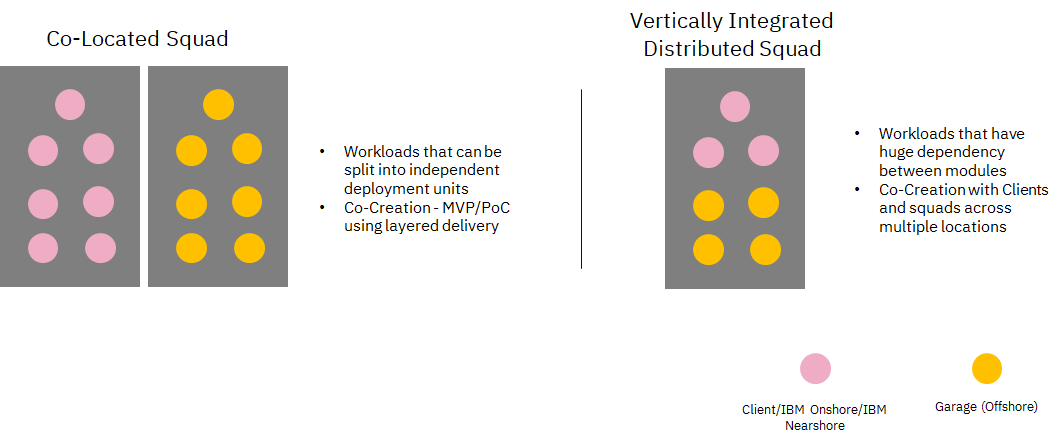 Co-Located Squad
• Workloads that can be
split into independent
deployment units
• Co-Creation - MVP/PoC
using layered delivery
Vertically Integrated
Distributed Squad
• Workloads that have
huge dependency
between modules
• Co-Creation with Clients
and squads across
multiple locations
Client/IBM Onshore/IBM
Nearshore
Garage (Offshore)